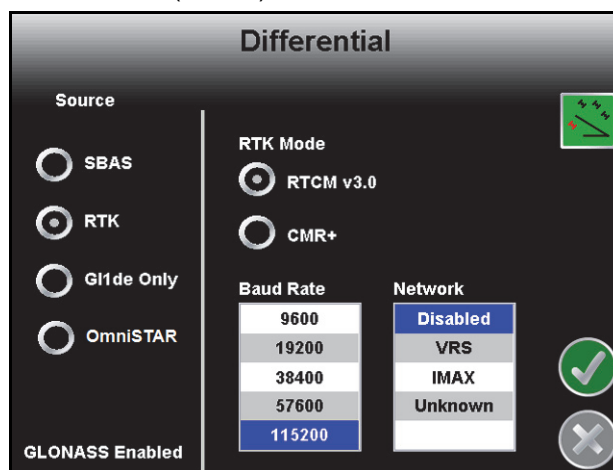 Differential
Source
SBAS
RTK
Gl1de Only
OmniSTAR
GLONASS Enabled
RTK Mode
RTCM v3.0
CMR+
Baud Rate
9600
19200
38400
57600
115200
Network
Disabled
VRS
IMAX
Unknown